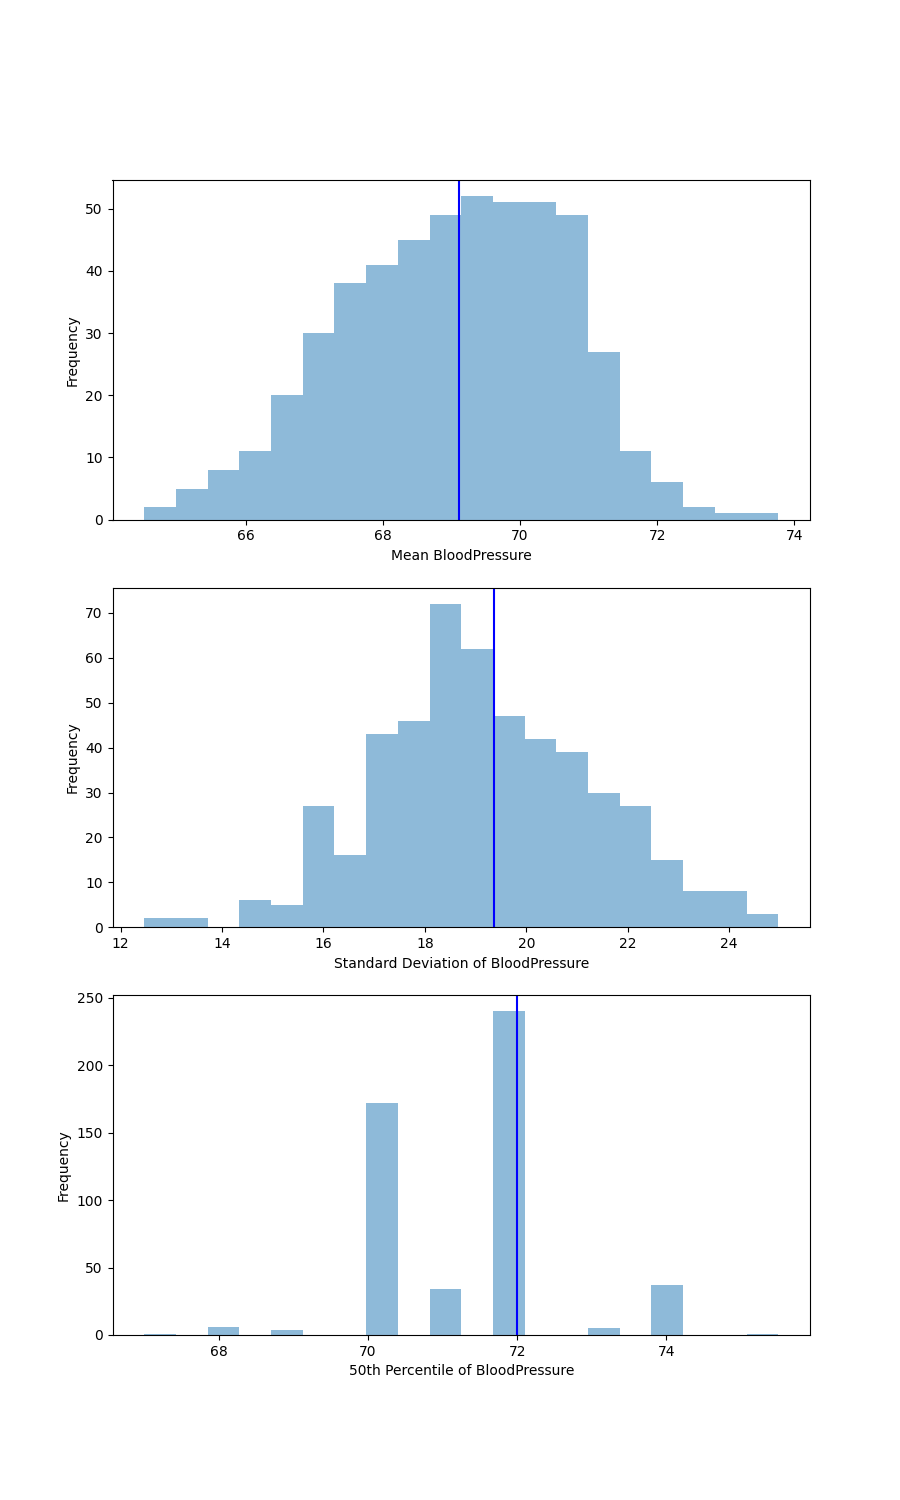 50
40
30
20
10
0
Frequency
66 68 70 72 74
Mean BloodPressure
70
60
50
40
30
20
10
0
Frequency
12 14 16 18 20 22 24
Standard Deviation of BloodPressure
250
200
150
100
50
0
Frequency
68 70 72 74
50th Percentile of BloodPressure